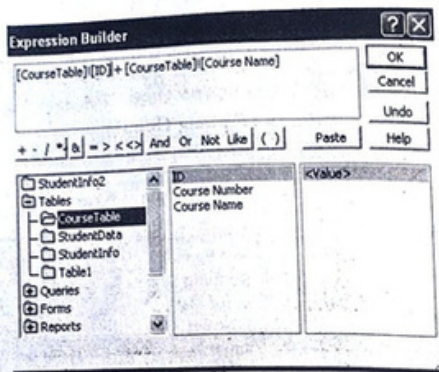 Expression Builder
? X
[CourseTable]![ID] + [CourseTable]![Course Name]
OK
Cancel
Undo
+ - / * & = > < <> And Or Not Like ( ) Paste Help
StudentInfo2
Tables
CourseTable
StudentData
StudentInfo
Table1
Queries
Forms
Reports
ID
Course Number
Course Name
<Value>